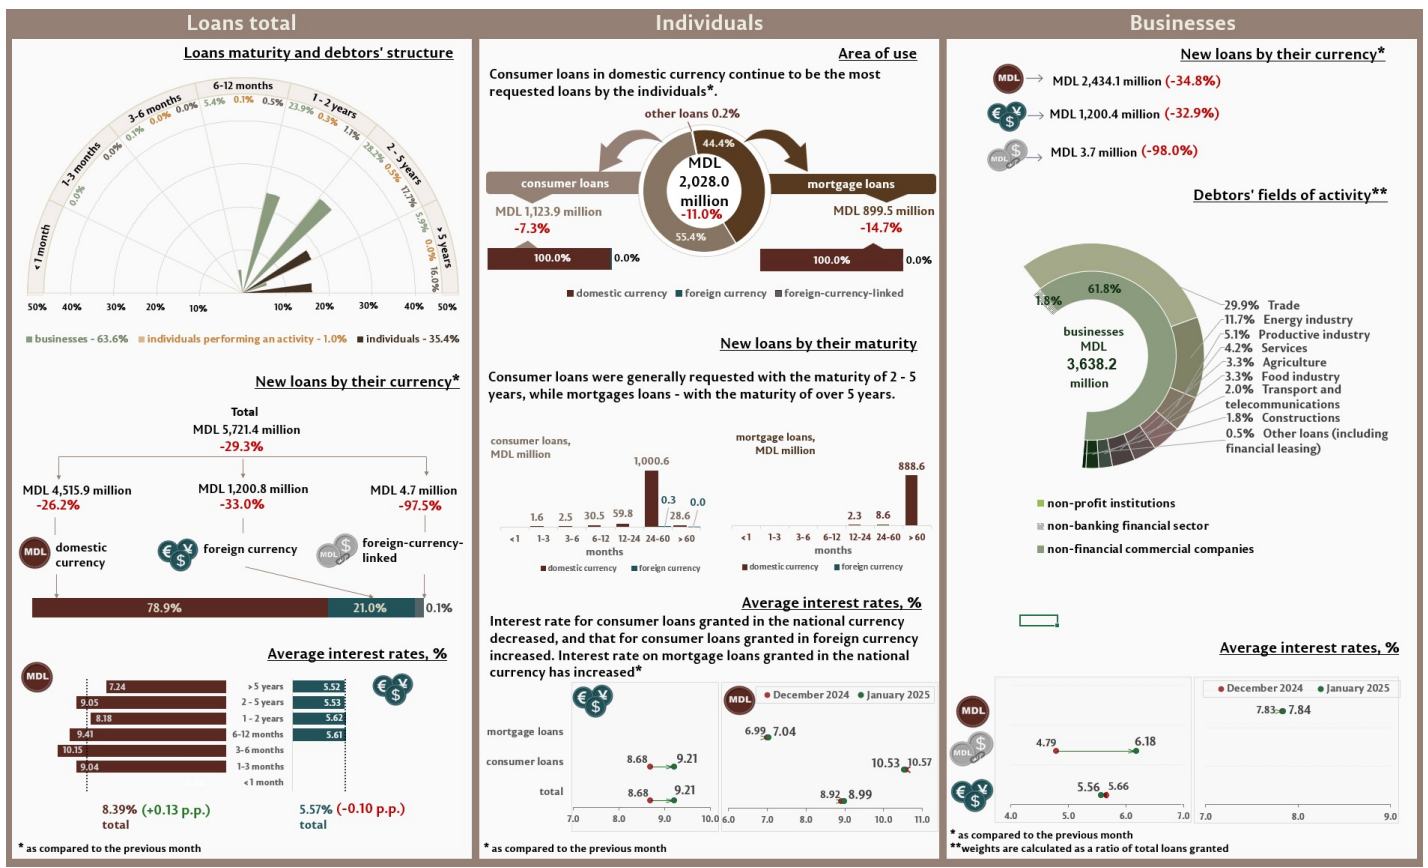 Loans total
Loans maturity and debtors' structure
< 1 month
1-3 months
3-6 months
6-12 months
1 - 2 years
2 - 5 years
> 5 years
0.0%
0.0%
0.1%
0.0%
0.0%
5.4%
0.1%
0.5%
23.9%
0.3%
1.1%
28.2%
0.5%
17.7%
5.9%
0.0%
16.0%
50% 40% 30% 20% 10% 10% 20% 30% 40% 50%
businesses - 63.6% individuals performing an activity - 1.0% individuals - 35.4%
New loans by their currency*
Total
MDL 5,721.4 million
-29.3%
MDL 4,515.9 million
-26.2%
MDL 1,200.8 million
-33.0%
MDL 4.7 million
-97.5%
MDL
domestic
currency
€ ¥ $
foreign currency
MDL $
foreign-currency-
linked
78.9% 21.0% 0.1%
Average interest rates, %
MDL
€ ¥ $
7.24 > 5 years 5.52
9.05 2 - 5 years 5.53
8.18 1 - 2 years 5.62
9.41 6-12 months 5.61
10.15 3-6 months
9.04 1-3 months
< 1 month
8.39% (+0.13 p.p.)
total
5.57% (-0.10 p.p.)
total
* as compared to the previous month
Individuals
Area of use
Consumer loans in domestic currency continue to be the most
requested loans by the individuals*.
other loans 0.2%
44.4%
MDL
2,028.0
million
-11.0%
55.4%
consumer loans
MDL 1,123.9 million
-7.3%
100.0% 0.0%
mortgage loans
MDL 899.5 million
-14.7%
100.0% 0.0%
domestic currency foreign currency foreign-currency-linked
New loans by their maturity
Consumer loans were generally requested with the maturity of 2 - 5
years, while mortgages loans - with the maturity of over 5 years.
consumer loans,
MDL million
1.6 2.5 30.5 59.8 1,000.6 0.3 28.6 0.0
< 1 1-3 3-6 6-12 12-24 24-60 > 60
months
domestic currency foreign currency
mortgage loans,
MDL million
2.3 8.6 888.6
< 1 1-3 3-6 6-12 12-24 24-60 > 60
months
domestic currency foreign currency
Average interest rates, %
Interest rate for consumer loans granted in the national currency
decreased, and that for consumer loans granted in foreign currency
increased. Interest rate on mortgage loans granted in the national
currency has increased*
€ ¥ $
MDL
December 2024 January 2025
mortgage loans 6.99 7.04
consumer loans 8.68 9.21 10.53 10.57
total 8.68 9.21 8.92 8.99
7.0 8.0 9.0 10.0 6.0 7.0 8.0 9.0 10.0 11.0
* as compared to the previous month
Businesses
New loans by their currency*
MDL MDL 2,434.1 million (-34.8%)
€ ¥ $ MDL 1,200.4 million (-32.9%)
MDL $ MDL 3.7 million (-98.0%)
Debtors' fields of activity**
1.8%
61.8%
businesses
MDL
3,638.2
million
29.9% Trade
11.7% Energy industry
5.1% Productive industry
4.2% Services
3.3% Agriculture
3.3% Food industry
2.0% Transport and
telecommunications
1.8% Constructions
0.5% Other loans (including
financial leasing)
non-profit institutions
non-banking financial sector
non-financial commercial companies
Average interest rates, %
December 2024 January 2025
MDL 7.83 7.84
MDL $ 4.79 6.18
€ ¥ $ 5.56 5.66
4.0 5.0 6.0 7.0 7.0 8.0 9.0
* as compared to the previous month
**weights are calculated as a ratio of total loans granted